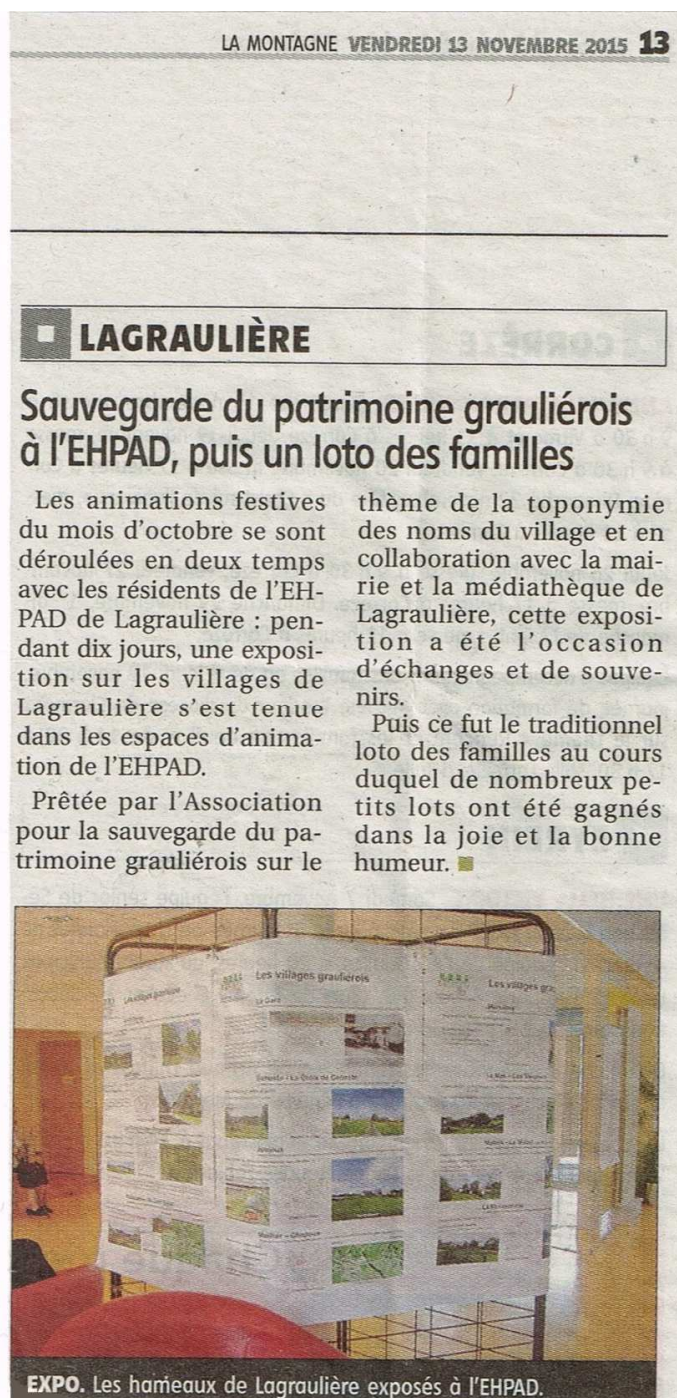 LA MONTAGNE VENDREDI 13 NOVEMBRE 2015 13
LAGRAULIÈRE
Sauvegarde du patrimoine grauliérois
à l'EHPAD, puis un loto des familles
Les animations festives
du mois d'octobre se sont
déroulées en deux temps
avec les résidents de l'EH-
PAD de Lagraulière : pen-
dant dix jours, une exposi-
tion sur les villages de
Lagraulière s'est tenue
dans les espaces d'anima-
tion de l'EHPAD.
Prêtée par l'Association
pour la sauvegarde du pa-
trimoine grauliérois sur le
thème de la toponymie
des noms du village et en
collaboration avec la mai-
rie et la médiathèque de
Lagraulière, cette exposi-
tion a été l'occasion
d'échanges et de souve-
nirs.
Puis ce fut le traditionnel
loto des familles au cours
duquel de nombreux pe-
tits lots ont été gagnés
dans la joie et la bonne
humeur.
Les villages grauliérois
Les villages
EXPO. Les hameaux de Lagraulière exposés à l'EHPAD.